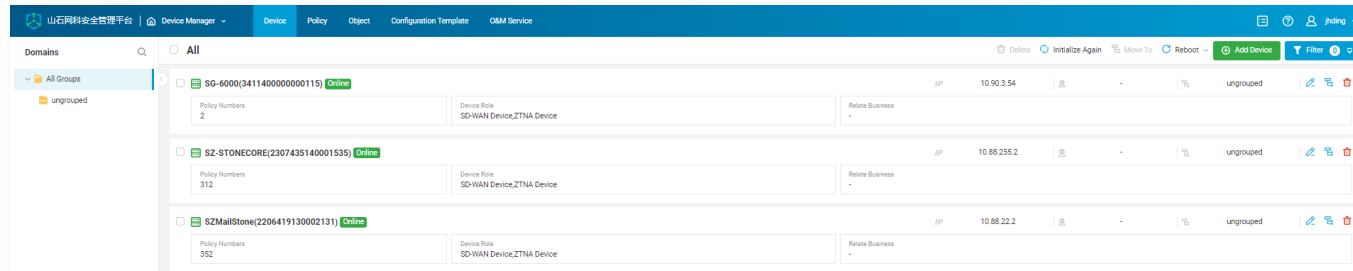 山石网科安全管理平台 Device Manager Device Policy Object Configuration Template O&M Service jhding
Domains All Delete Initialize Again Move To Reboot Add Device Filter 0
All Groups
ungrouped
SG-6000(3411400000000115) Online IP 10.90.3.54 - ungrouped
Policy Numbers Device Role Relate Business
2 SD-WAN Device,ZTNA Device -
SZ-STONECORE(2307435140001535) Online IP 10.88.255.2 - ungrouped
Policy Numbers Device Role Relate Business
312 SD-WAN Device,ZTNA Device -
SZMailStone(2206419130002131) Online IP 10.88.22.2 - ungrouped
Policy Numbers Device Role Relate Business
352 SD-WAN Device,ZTNA Device -